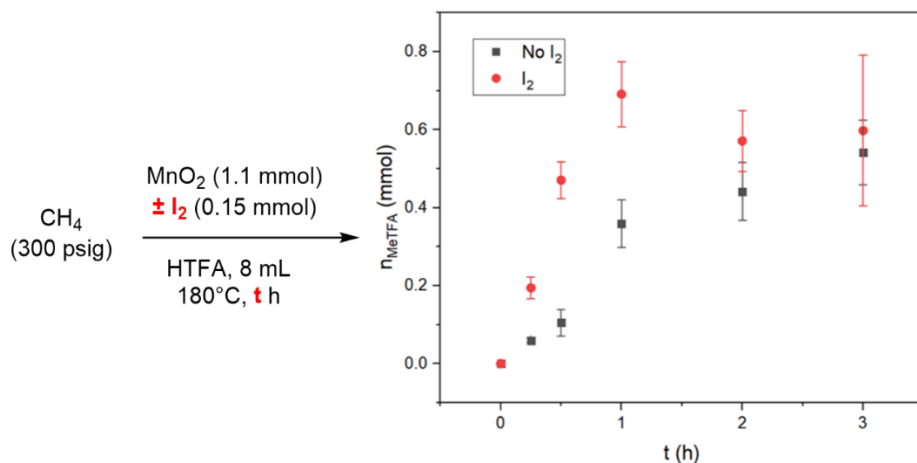 CH₄
(300 psig)
MnO₂ (1.1 mmol)
± I₂ (0.15 mmol)
HTFA, 8 mL
180°C, t h
No I₂
I₂
n_MeTFA (mmol)
0.8
0.6
0.4
0.2
0.0
0 1 2 3
t (h)